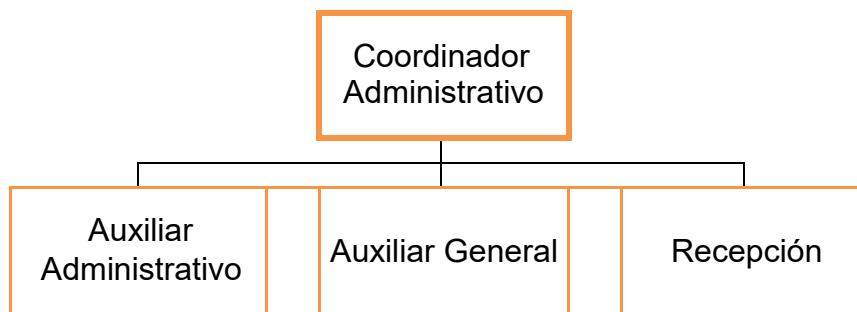 Coordinador
Administrativo
Auxiliar
Administrativo
Auxiliar General
Recepción